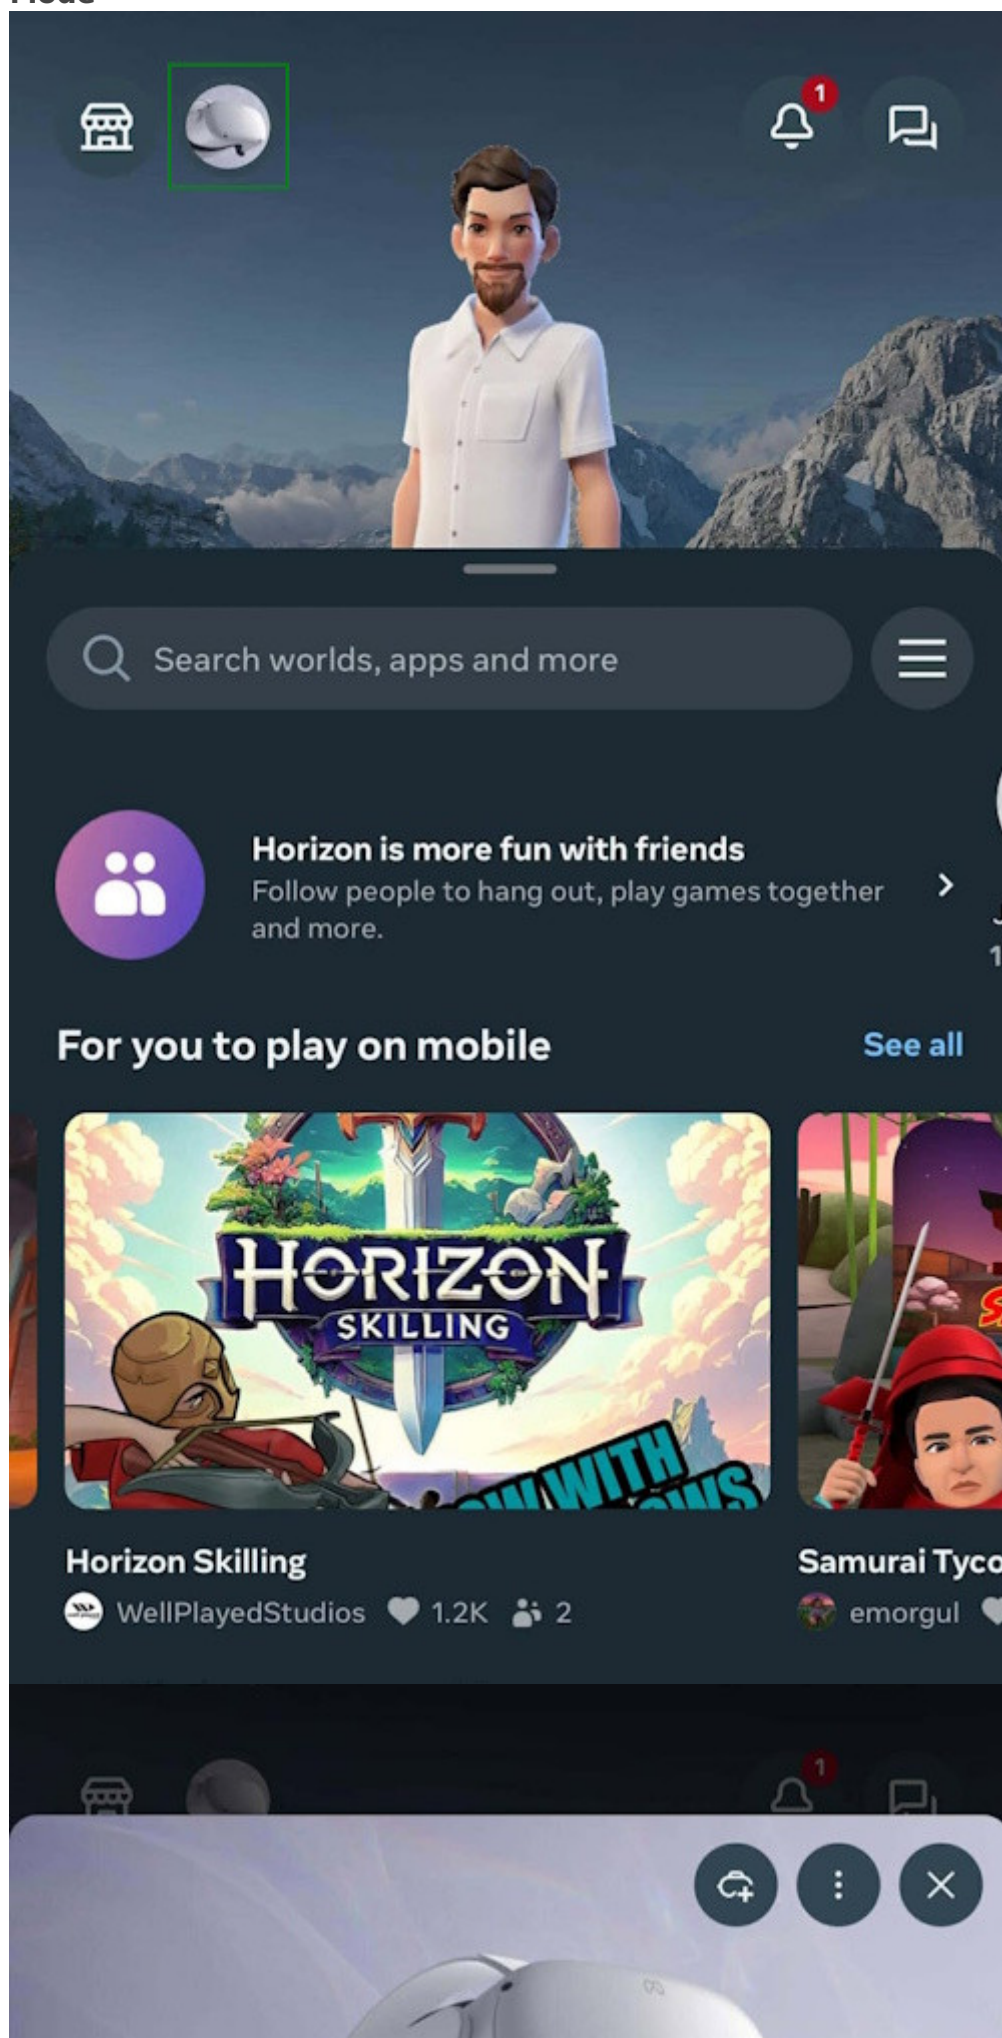 1
Search worlds, apps and more
Horizon is more fun with friends
Follow people to hang out, play games together
and more.
1
For you to play on mobile
See all
HORIZON
SKILLING
WITH
Horizon Skilling
Samurai Tyco
WellPlayedStudios 1.2K 2
emorgul
1